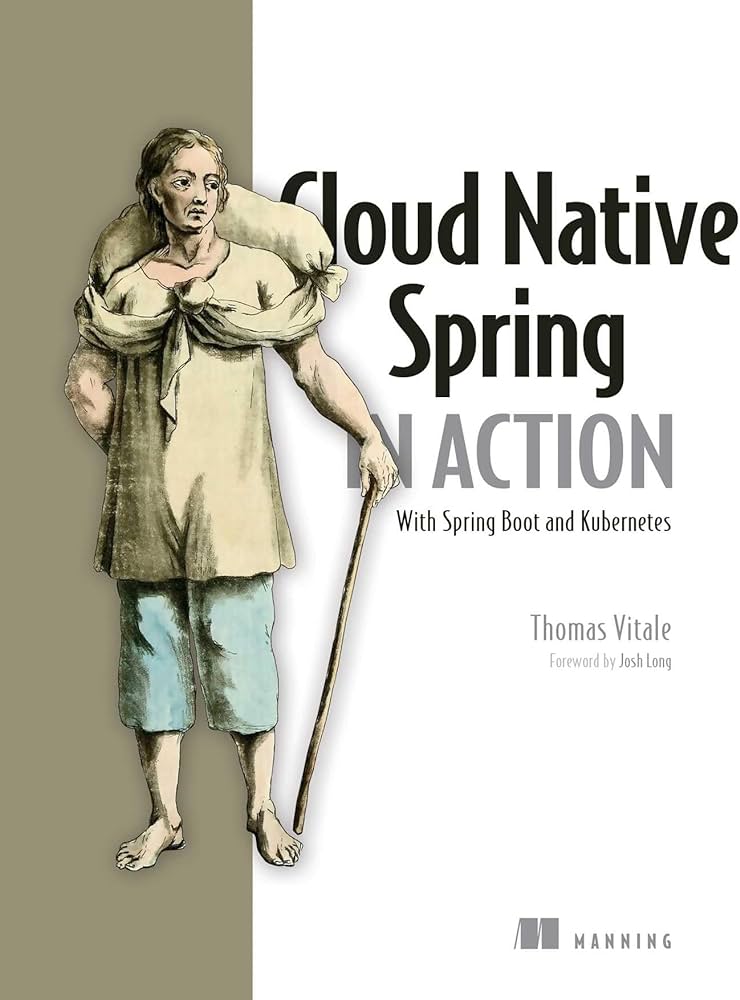 Cloud Native
Spring
IN ACTION
With Spring Boot and Kubernetes
Thomas Vitale
Foreword by Josh Long
MANNING